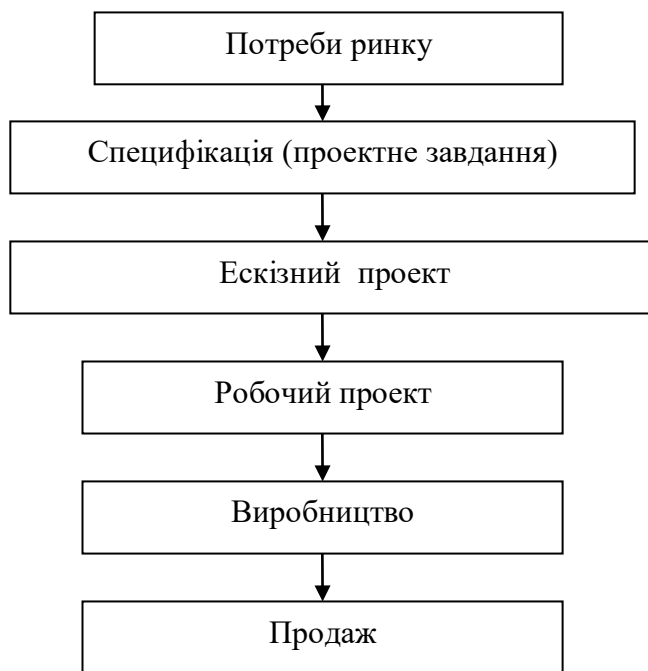 Потреби ринку
Специфікація (проектне завдання)
Ескізний проект
Робочий проект
Виробництво
Продаж